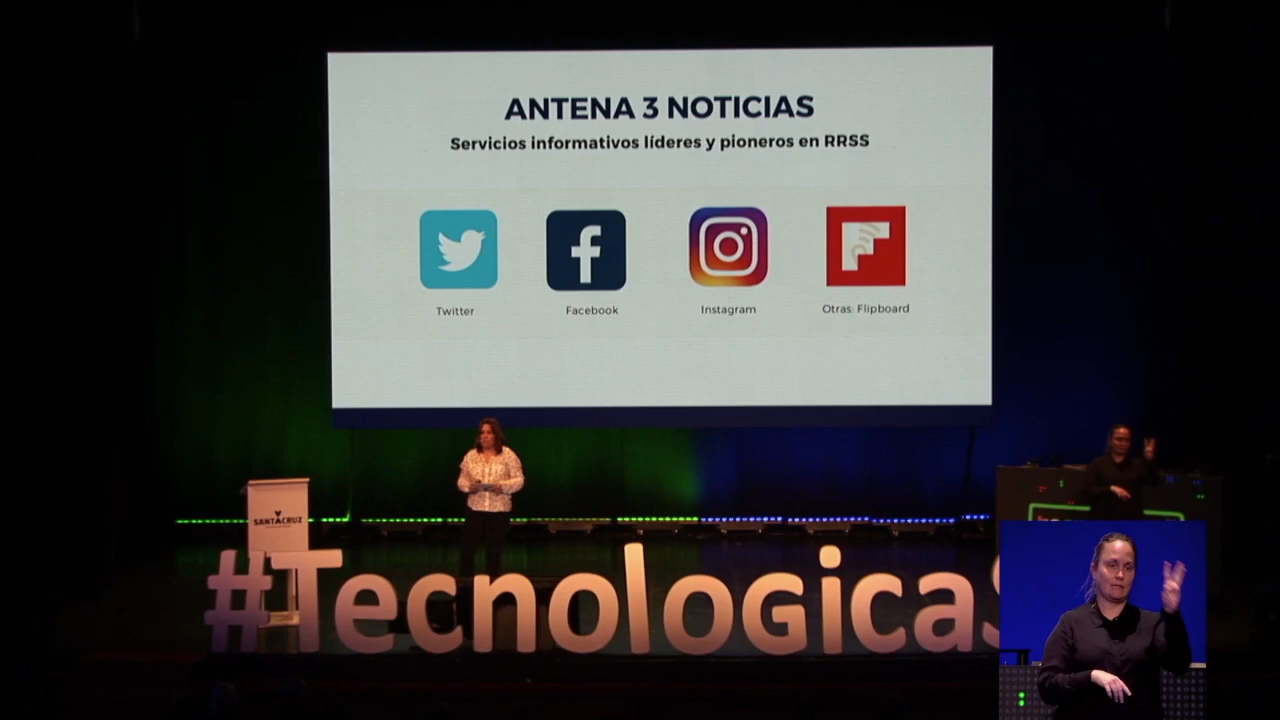 ANTENA 3 NOTICIAS
Servicios informativos líderes y pioneros en RRSS
Twitter
Facebook
Instagram
Otras: Flipboard
SANTACRUZ
#TecnoloGicaS